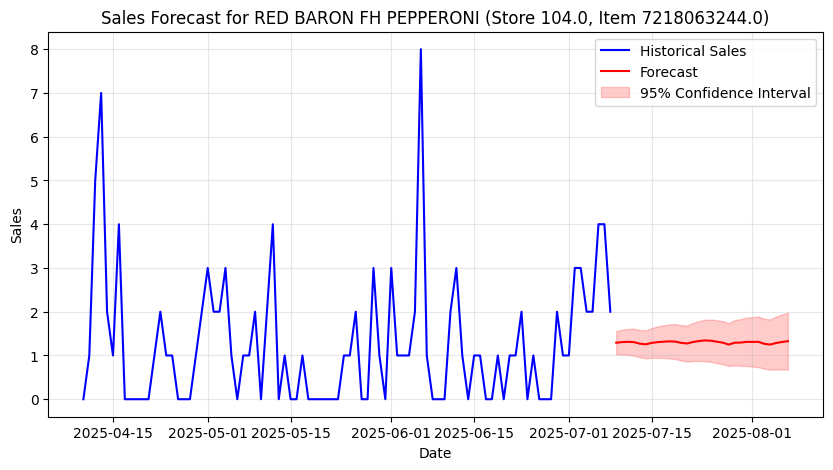 Sales Forecast for RED BARON FH PEPPERONI (Store 104.0, Item 7218063244.0)
Historical Sales
Forecast
95% Confidence Interval
Sales
8
7
6
5
4
3
2
1
0
2025-04-15 2025-05-01 2025-05-15 2025-06-01 2025-06-15 2025-07-01 2025-07-15 2025-08-01
Date